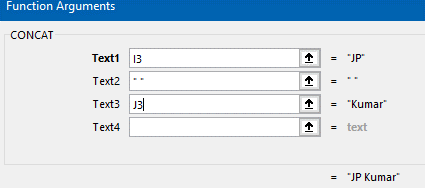 Function Arguments
CONCAT
Text1 I3 = "JP"
Text2 " " = " "
Text3 J3 = "Kumar"
Text4 = text
= "JP Kumar"